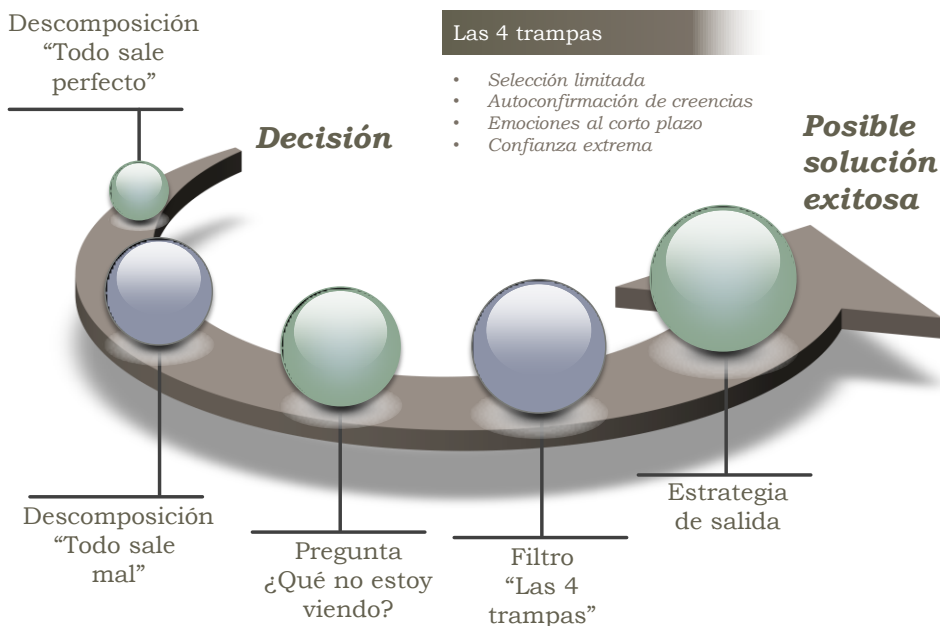 Descomposición
“Todo sale
perfecto”
Las 4 trampas
• Selección limitada
• Autoconfirmación de creencias
• Emociones al corto plazo
• Confianza extrema
Decisión
Posible
solución
exitosa
Descomposición
“Todo sale
mal”
Pregunta
¿Qué no estoy
viendo?
Filtro
“Las 4
trampas”
Estrategia
de salida